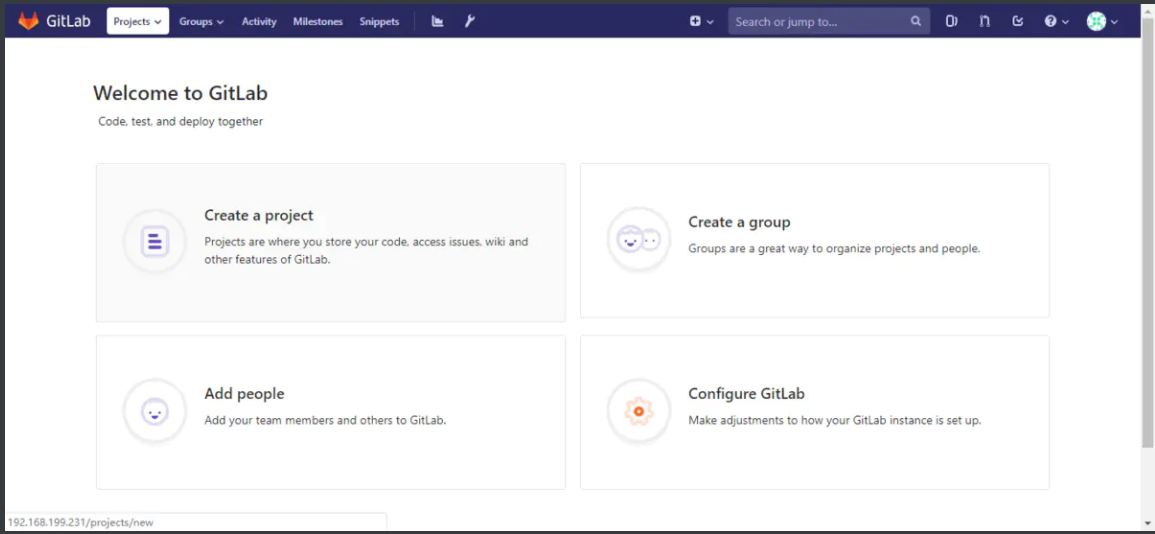 GitLab Projects Groups Activity Milestones Snippets Search or jump to...
Welcome to GitLab
Code, test, and deploy together
Create a project
Projects are where you store your code, access issues, wiki and
other features of GitLab.
Create a group
Groups are a great way to organize projects and people.
Add people
Add your team members and others to GitLab.
Configure GitLab
Make adjustments to how your GitLab instance is set up.
192.168.199.231/projects/new